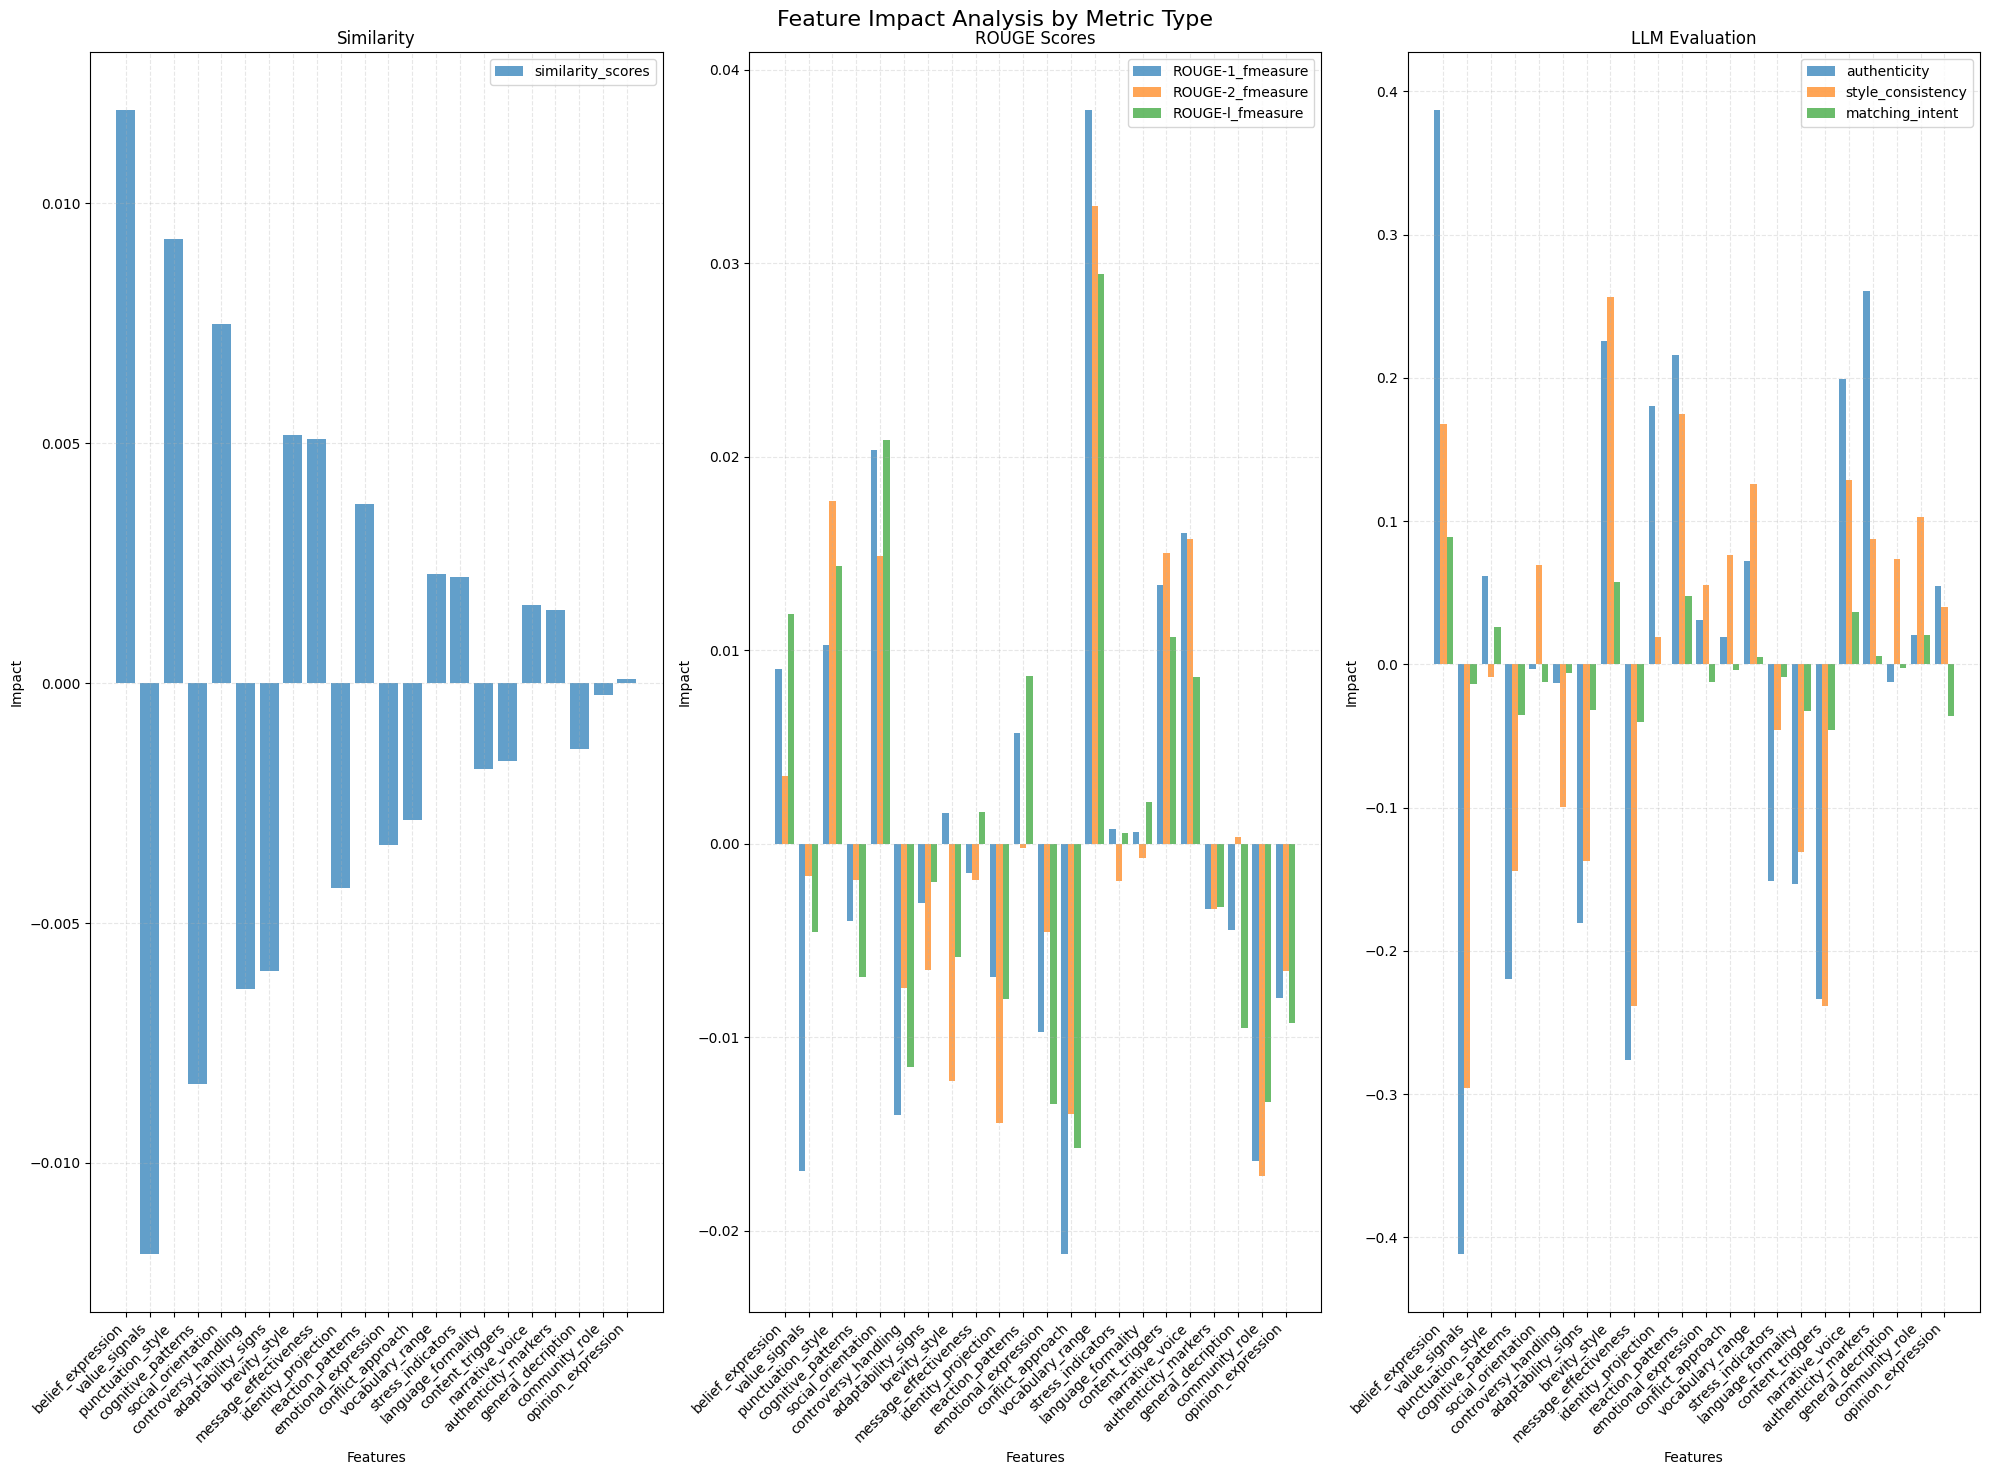 Feature Impact Analysis by Metric Type
Similarity
similarity_scores
Impact
0.010
0.005
0.000
−0.005
−0.010
belief_expression
value_signals
punctuation_style
cognitive_patterns
social_orientation
controversy_handling
adaptability_signs
brevity_style
message_effectiveness
identity_projection
reaction_patterns
emotional_expression
conflict_approach
vocabulary_range
stress_indicators
language_formality
content_triggers
narrative_voice
authenticity_markers
general_decription
community_role
opinion_expression
Features
ROUGE Scores
ROUGE-1_fmeasure
ROUGE-2_fmeasure
ROUGE-l_fmeasure
Impact
0.04
0.03
0.02
0.01
0.00
−0.01
−0.02
belief_expression
value_signals
punctuation_style
cognitive_patterns
social_orientation
controversy_handling
adaptability_signs
brevity_style
message_effectiveness
identity_projection
reaction_patterns
emotional_expression
conflict_approach
vocabulary_range
stress_indicators
language_formality
content_triggers
narrative_voice
authenticity_markers
general_decription
community_role
opinion_expression
Features
LLM Evaluation
authenticity
style_consistency
matching_intent
Impact
0.4
0.3
0.2
0.1
0.0
−0.1
−0.2
−0.3
−0.4
belief_expression
value_signals
punctuation_style
cognitive_patterns
social_orientation
controversy_handling
adaptability_signs
brevity_style
message_effectiveness
identity_projection
reaction_patterns
emotional_expression
conflict_approach
vocabulary_range
stress_indicators
language_formality
content_triggers
narrative_voice
authenticity_markers
general_decription
community_role
opinion_expression
Features